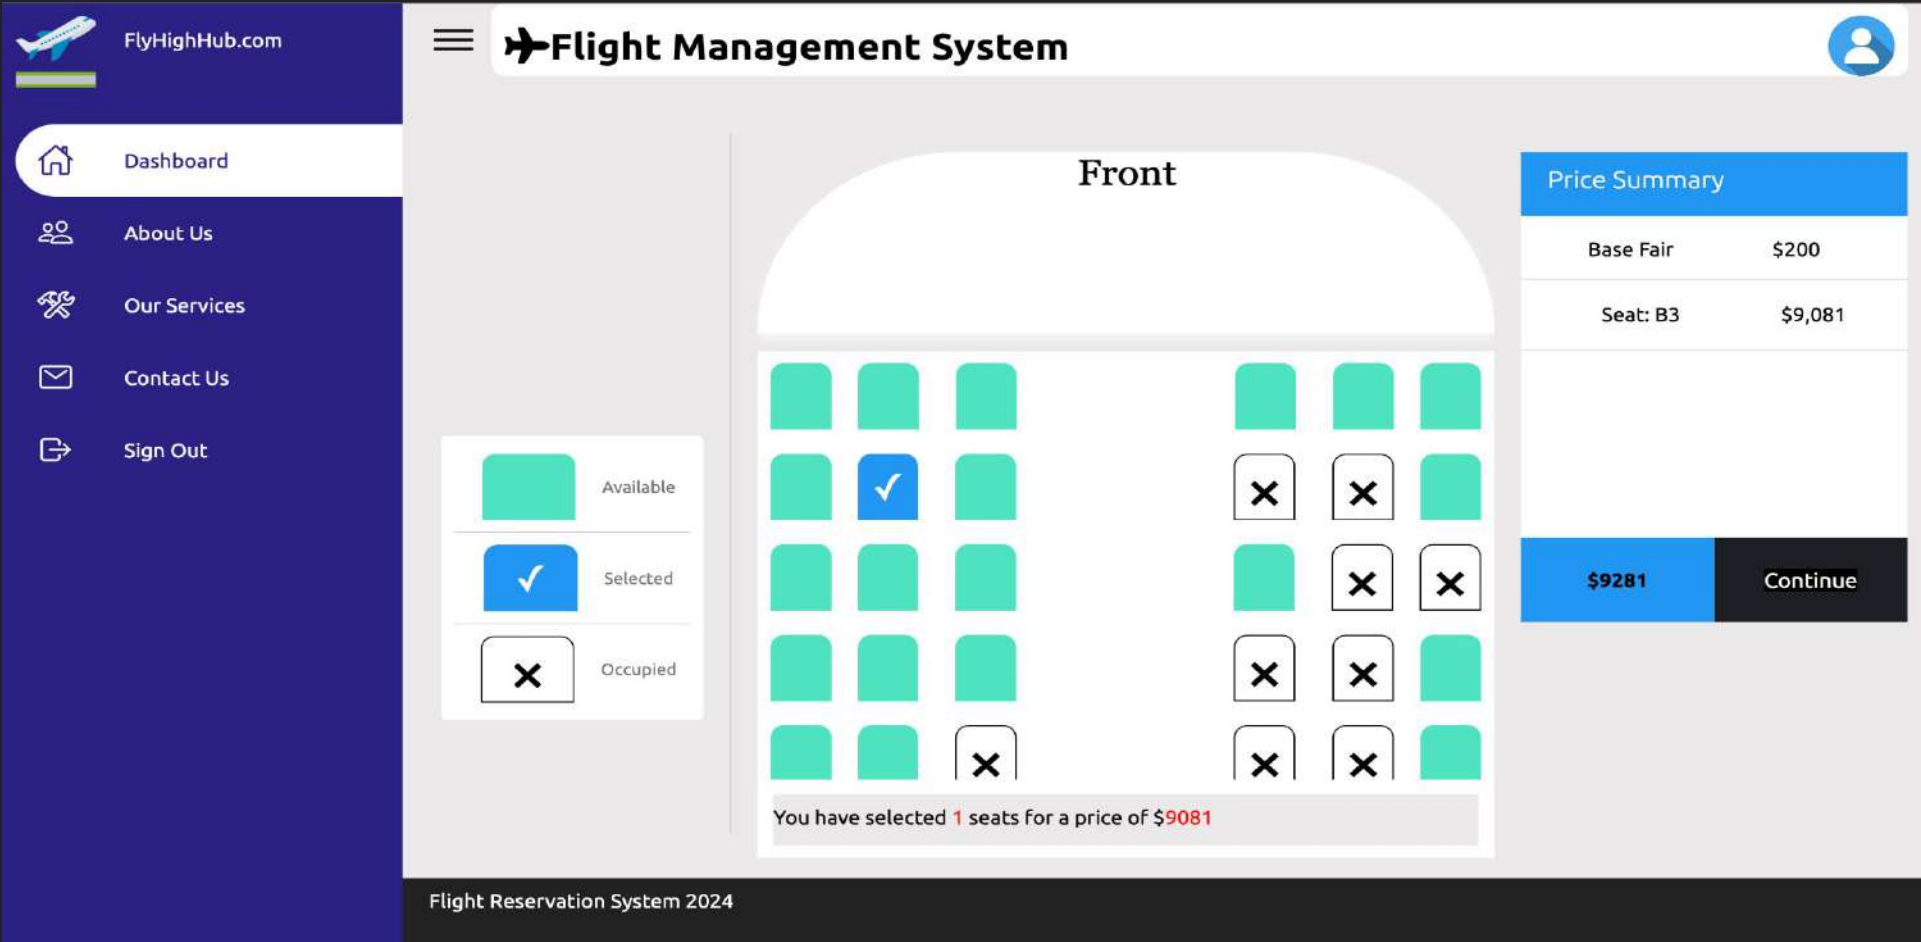 FlyHighHub.com
Flight Management System
Dashboard
About Us
Our Services
Contact Us
Sign Out
Available
Selected
Occupied
Front
You have selected 1 seats for a price of $9081
Price Summary
Base Fair $200
Seat: B3 $9,081
$9281 Continue
Flight Reservation System 2024